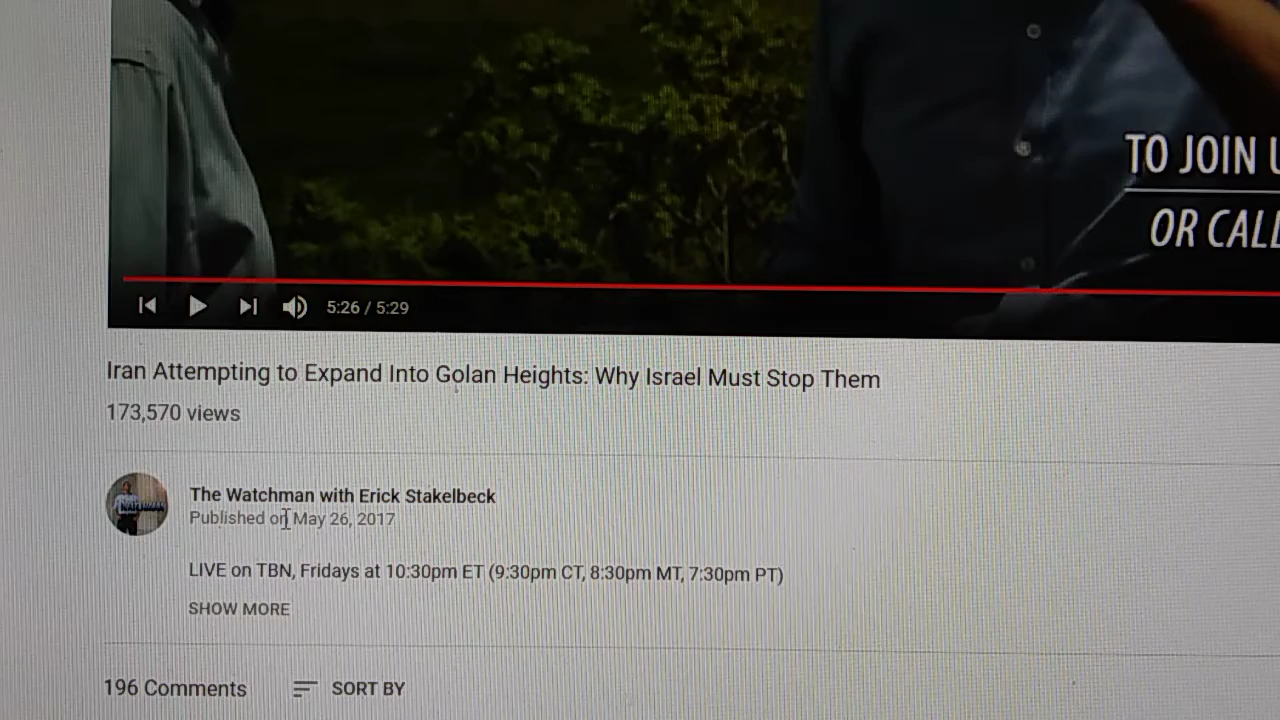 TO JOIN
OR CALL
5:26 / 5:29
Iran Attempting to Expand Into Golan Heights: Why Israel Must Stop Them
173,570 views
The Watchman with Erick Stakelbeck
Published on May 26, 2017
LIVE on TBN, Fridays at 10:30pm ET (9:30pm CT, 8:30pm MT, 7:30pm PT)
SHOW MORE
196 Comments
SORT BY